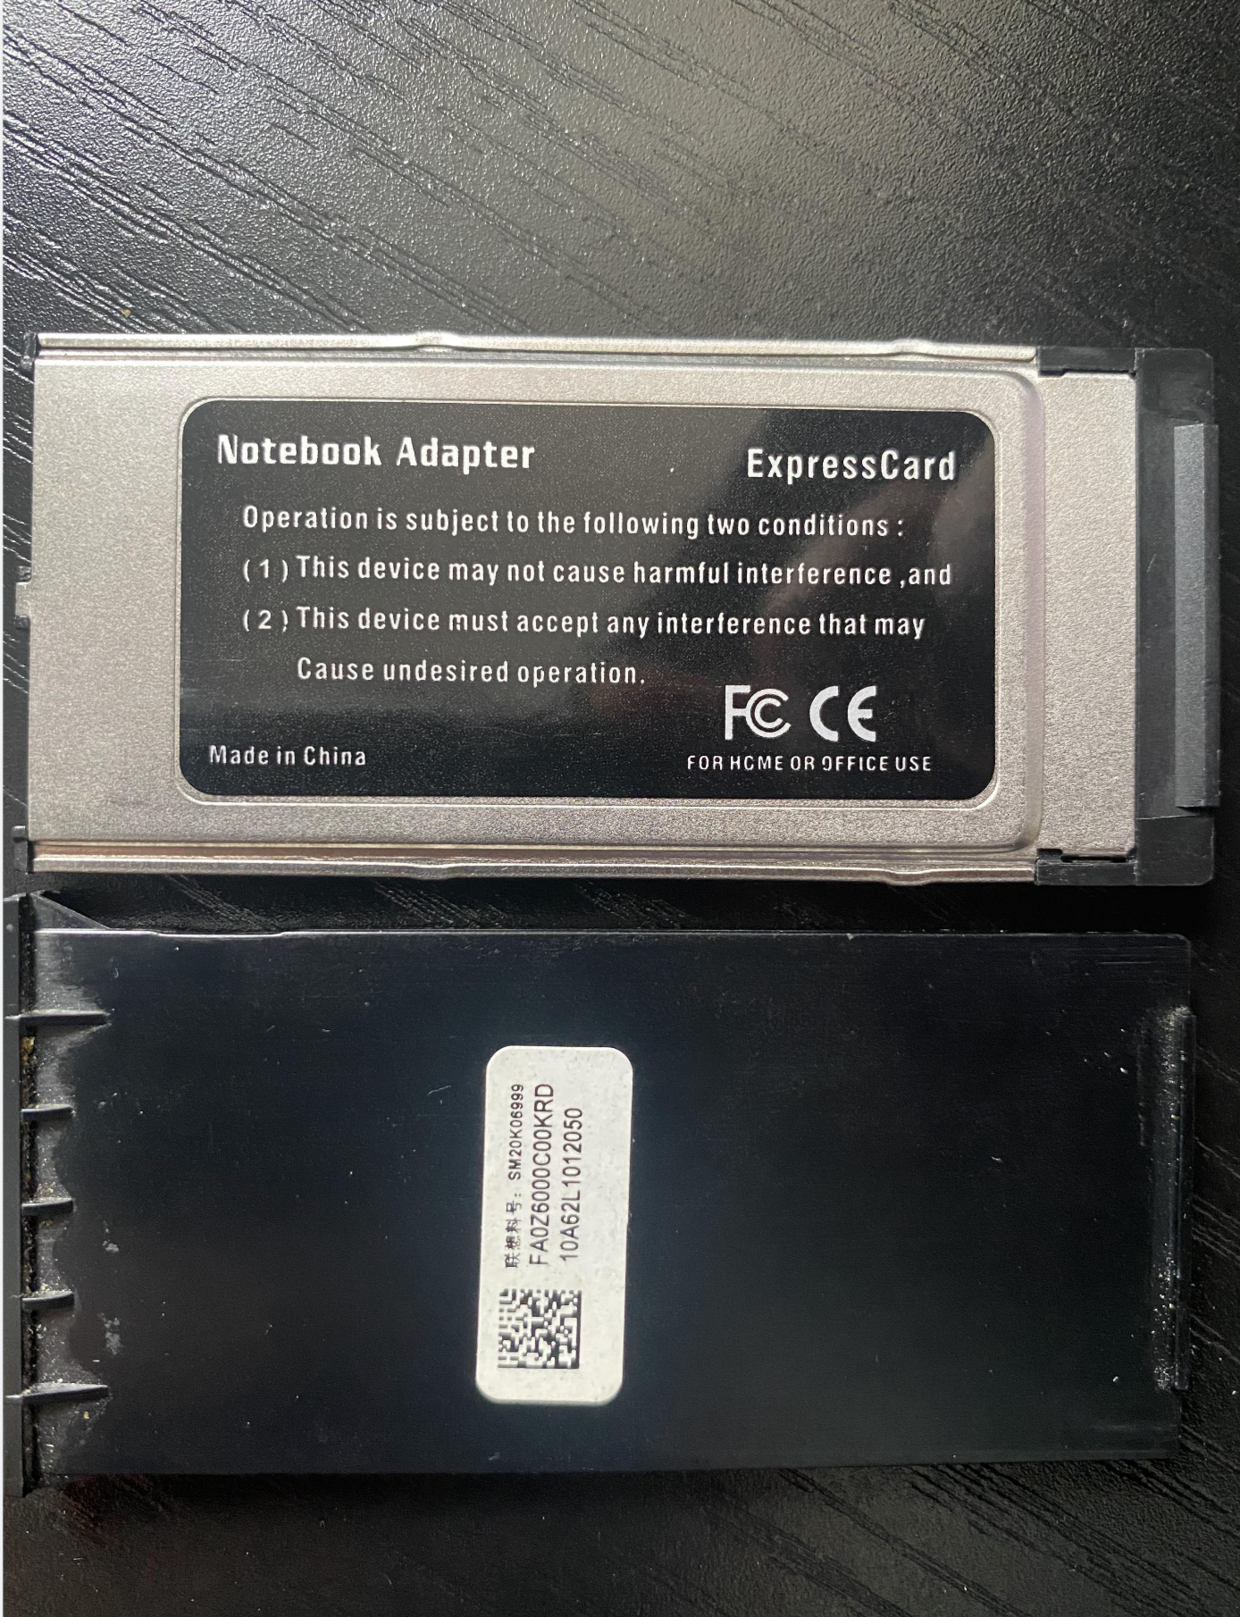 Notebook Adapter
ExpressCard
Operation is subject to the following two conditions :
( 1 ) This device may not cause harmful interference ,and
( 2 ) This device must accept any interference that may
Cause undesired operation.
FC CE
Made in China
FOR HOME OR OFFICE USE
联想料号: SM20K06999
FA0Z6000C00KRD
10A62L1012050